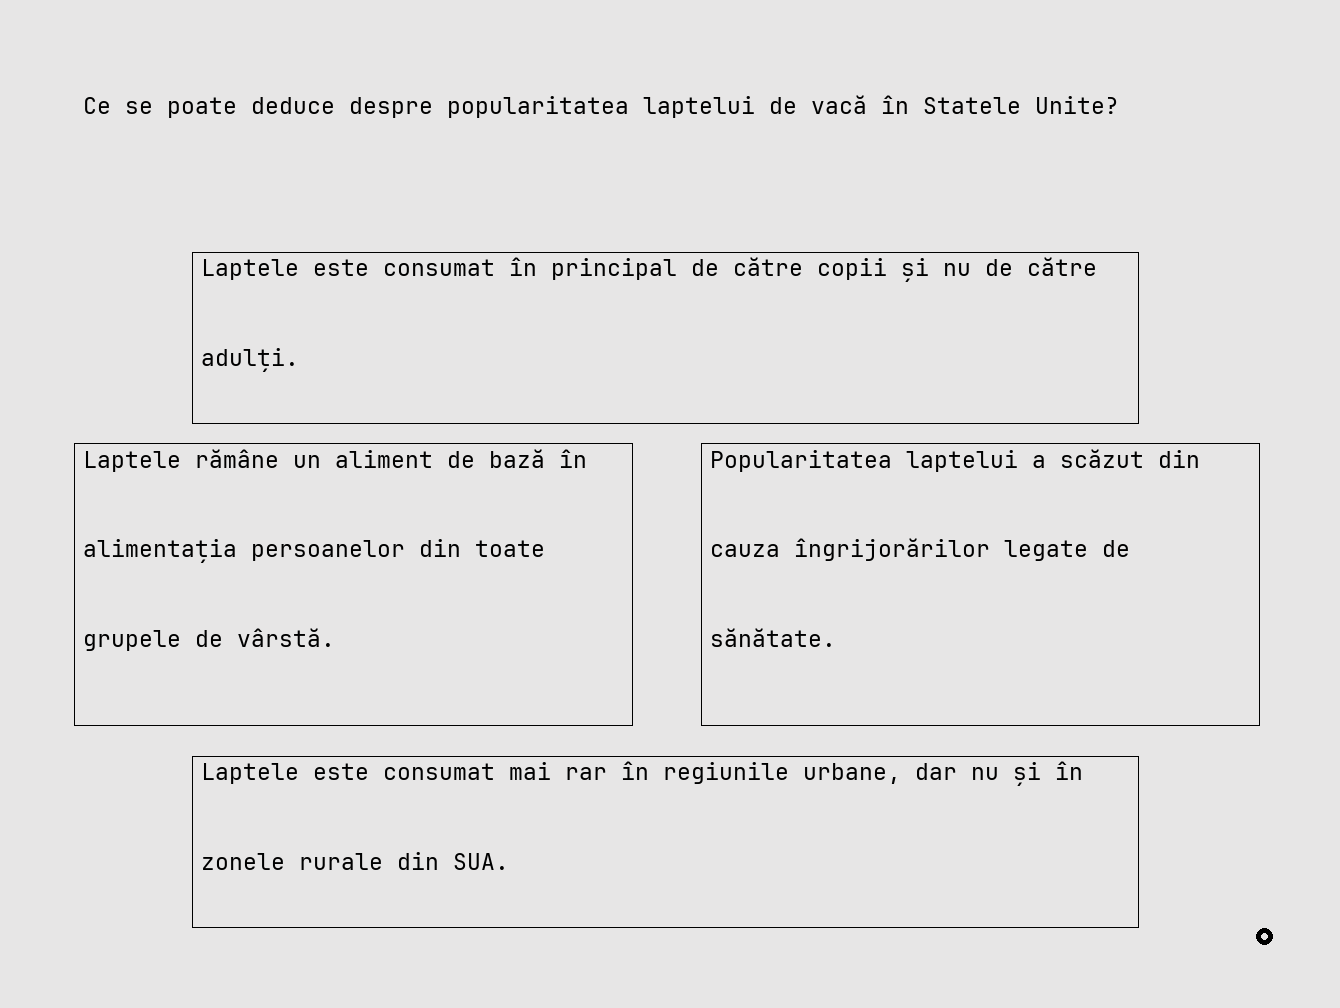 Ce se poate deduce despre popularitatea laptelui de vacă în Statele Unite?
Laptele este consumat în principal de către copii și nu de către
adulți.
Laptele rămâne un aliment de bază în
alimentația persoanelor din toate
grupele de vârstă.
Popularitatea laptelui a scăzut din
cauza îngrijorărilor legate de
sănătate.
Laptele este consumat mai rar în regiunile urbane, dar nu și în
zonele rurale din SUA.